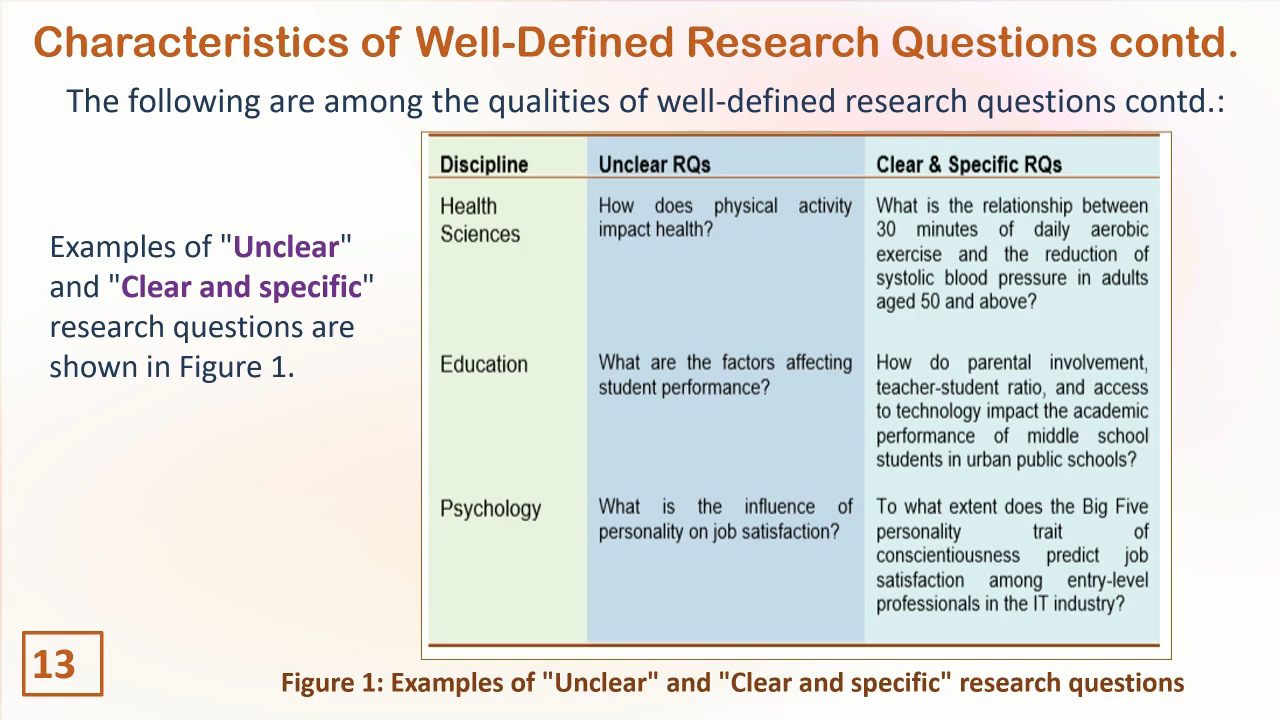 Characteristics of Well-Defined Research Questions contd.
The following are among the qualities of well-defined research questions contd.:
Examples of "Unclear"
and "Clear and specific"
research questions are
shown in Figure 1.
Discipline
Unclear RQs
Clear & Specific RQs
Health
Sciences
How does physical activity
impact health?
What is the relationship between
30 minutes of daily aerobic
exercise and the reduction of
systolic blood pressure in adults
aged 50 and above?
Education
What are the factors affecting
student performance?
How do parental involvement,
teacher-student ratio, and access
to technology impact the academic
performance of middle school
students in urban public schools?
Psychology
What is the influence of
personality on job satisfaction?
To what extent does the Big Five
personality trait of
conscientiousness predict job
satisfaction among entry-level
professionals in the IT industry?
13
Figure 1: Examples of "Unclear" and "Clear and specific" research questions